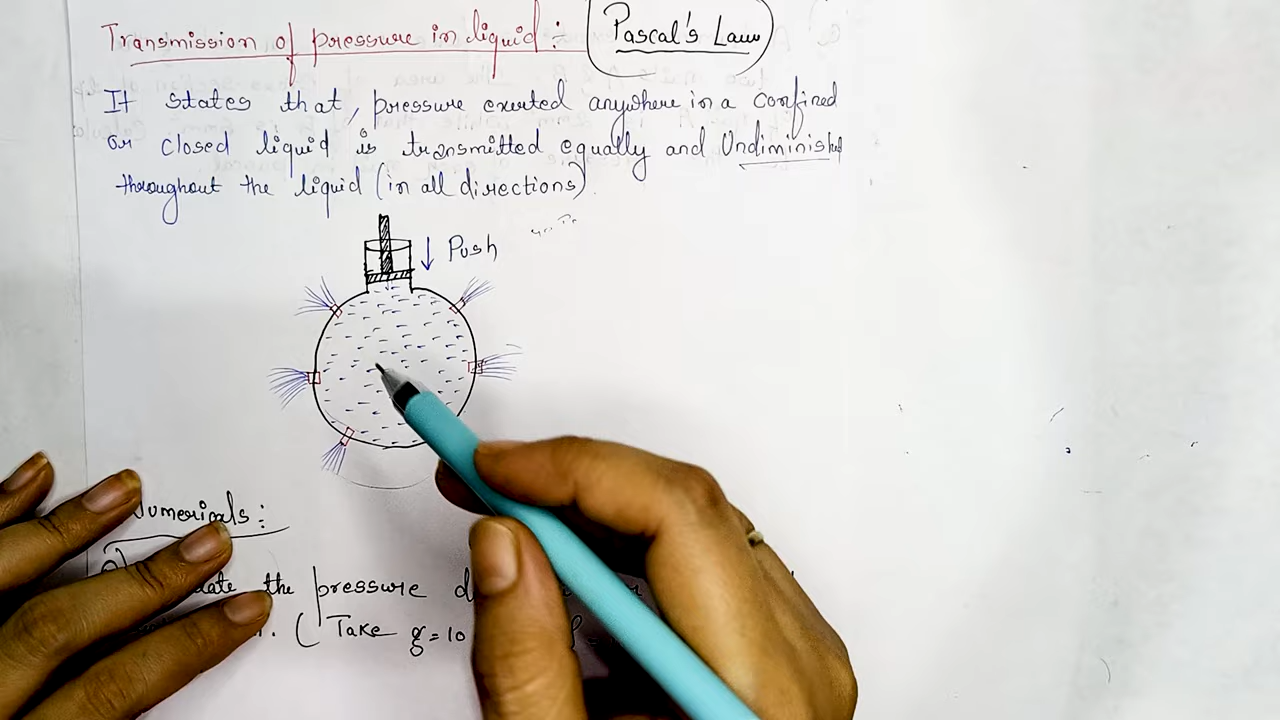 Transmission of pressure in liquid :
Pascal's Law
It states that, pressure exerted anywhere in a confined
or closed liquid is transmitted equally and Undiminished
throughout the liquid (in all directions)
↓ Push
Numericals :
the pressure
( Take g = 10